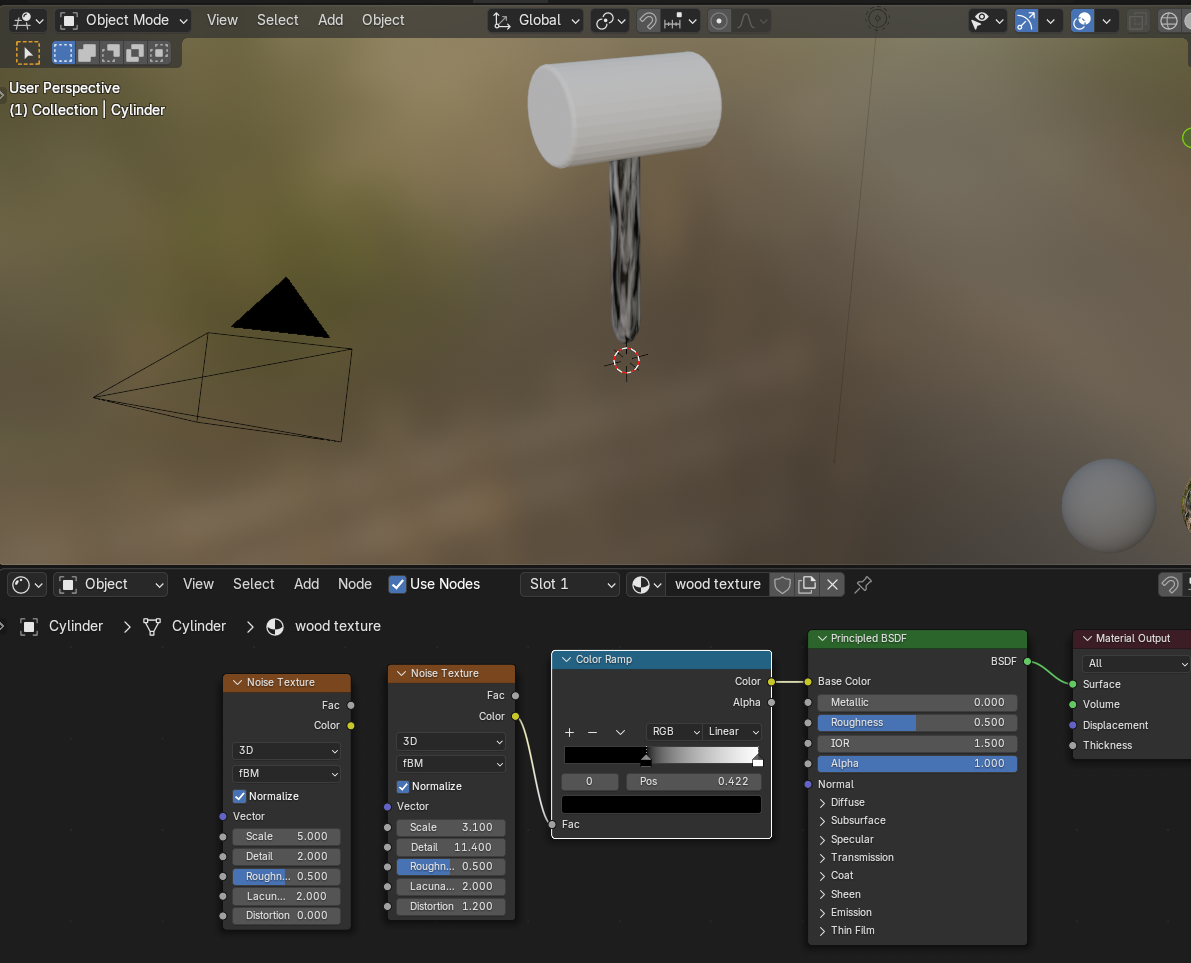 Object Mode View Select Add Object Global
User Perspective
(1) Collection | Cylinder
Object View Select Add Node Use Nodes Slot 1 wood texture
Cylinder Cylinder wood texture
Noise Texture
Fac
Color
3D
fBM
Normalize
Vector
Scale 5.000
Detail 2.000
Roughn... 0.500
Lacun... 2.000
Distortion 0.000
Noise Texture
Fac
Color
3D
fBM
Normalize
Vector
Scale 3.100
Detail 11.400
Roughn... 0.500
Lacuna... 2.000
Distortion 1.200
Color Ramp
Color
Alpha
+ − RGB Linear
0 Pos 0.422
Fac
Principled BSDF
BSDF
Base Color
Metallic 0.000
Roughness 0.500
IOR 1.500
Alpha 1.000
Normal
Diffuse
Subsurface
Specular
Transmission
Coat
Sheen
Emission
Thin Film
Material Output
All
Surface
Volume
Displacement
Thickness